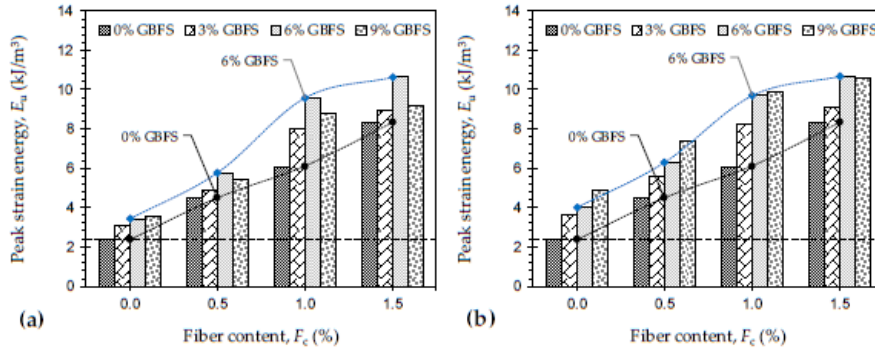 Peak strain energy, Eu (kJ/m³)
14
12
10
8
6
4
2
0
0% GBFS 3% GBFS 6% GBFS 9% GBFS
6% GBFS
0% GBFS
0.0 0.5 1.0 1.5
(a)
Fiber content, Fc (%)
Peak strain energy, Eu (kJ/m³)
14
12
10
8
6
4
2
0
0% GBFS 3% GBFS 6% GBFS 9% GBFS
6% GBFS
0% GBFS
0.0 0.5 1.0 1.5
(b)
Fiber content, Fc (%)